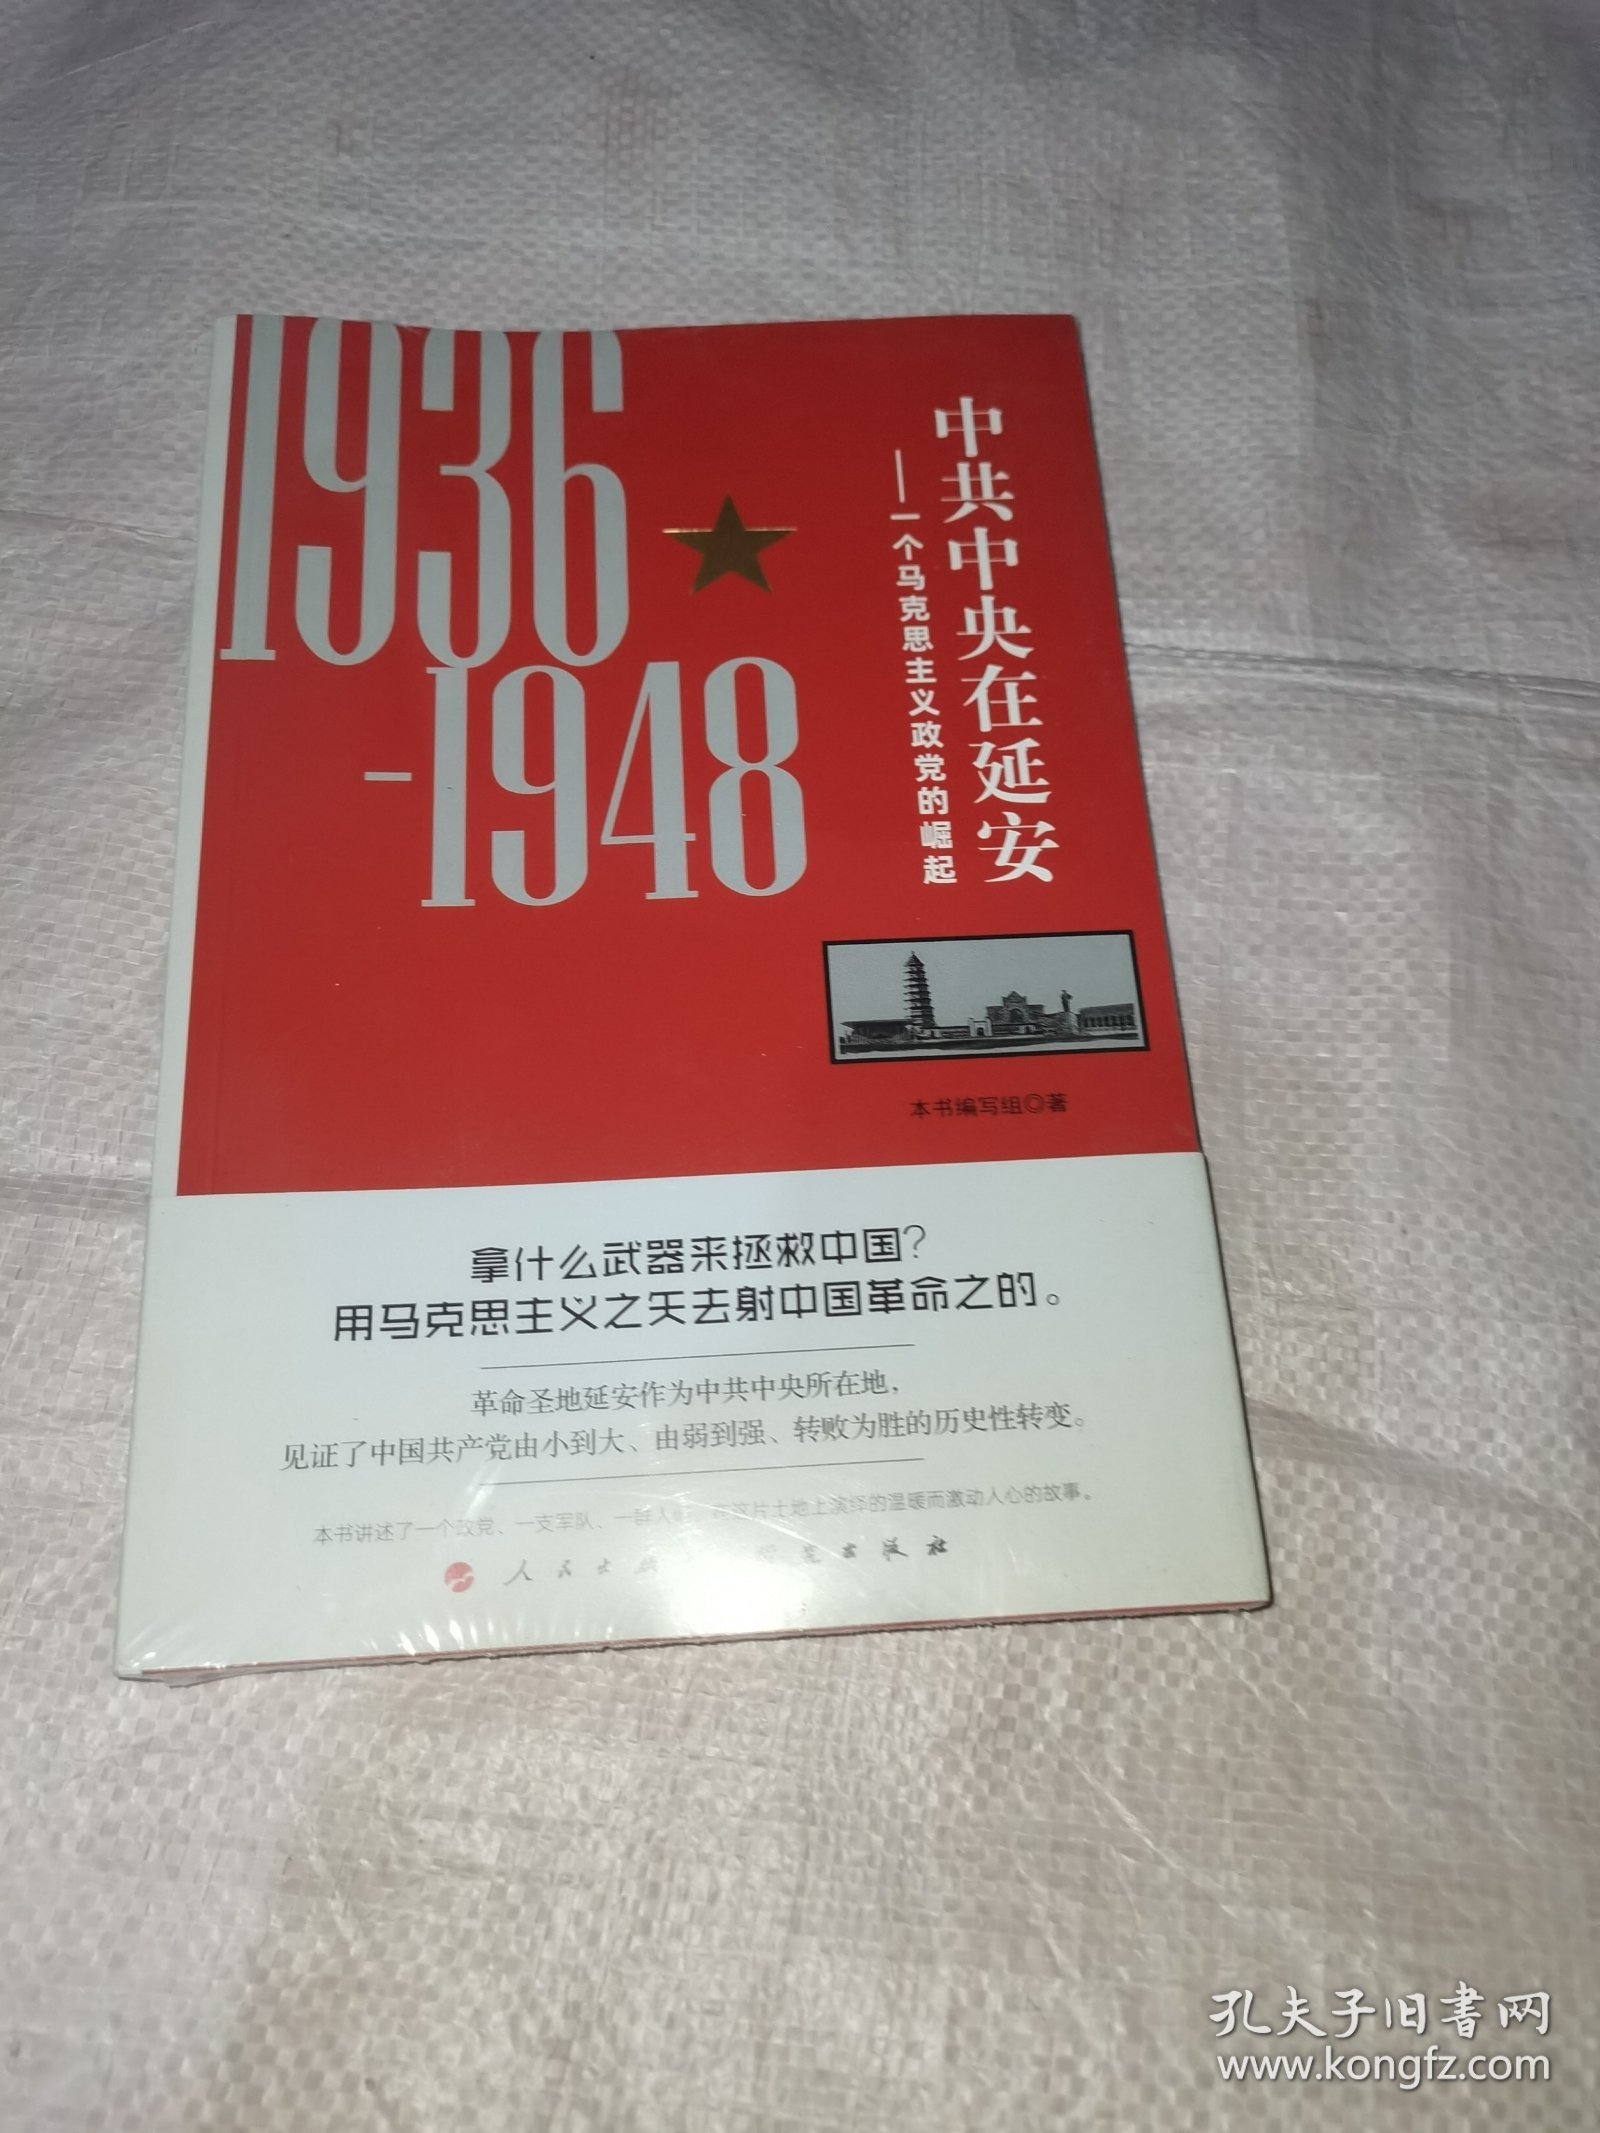 1936
-1948
中共中央在延安
——一个马克思主义政党的崛起
本书编写组◎著
拿什么武器来拯救中国？
用马克思主义之矢去射中国革命之的。
革命圣地延安作为中共中央所在地，
见证了中国共产党由小到大、由弱到强、转败为胜的历史性转变。
本书讲述了一个政党、一支军队、一群人 在这片土地上演绎的温暖而激动人心的故事。
人民出版 出版社
孔夫子旧书网
www.kongfz.com